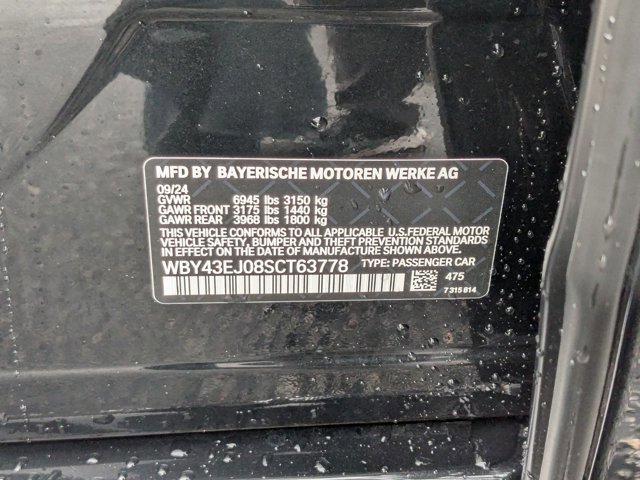 MFD BY BAYERISCHE MOTOREN WERKE AG
09/24
GVWR 6945 lbs 3150 kg
GAWR FRONT 3175 lbs 1440 kg
GAWR REAR 3968 lbs 1800 kg
THIS VEHICLE CONFORMS TO ALL APPLICABLE U.S.FEDERAL MOTOR
VEHICLE SAFETY, BUMPER AND THEFT PREVENTION STANDARDS
IN EFFECT ON THE DATE OF MANUFACTURE SHOWN ABOVE.
WBY43EJ08SCT63778 TYPE: PASSENGER CAR
475
7 315 814